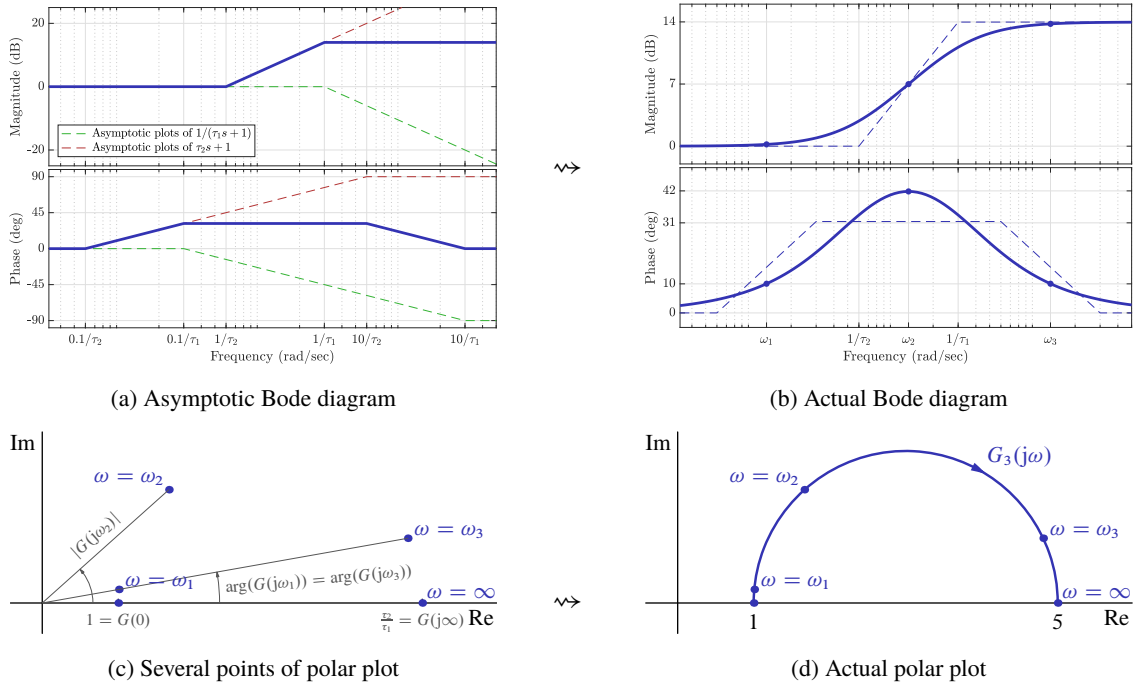 20
0
-20
Magnitude (dB)
Asymptotic plots of 1/(τ₁s + 1)
Asymptotic plots of τ₂s + 1
90
45
0
-45
-90
Phase (deg)
0.1/τ₂
0.1/τ₁
1/τ₂
1/τ₁
10/τ₂
10/τ₁
Frequency (rad/sec)
(a) Asymptotic Bode diagram
14
7
0
Magnitude (dB)
42
31
10
0
Phase (deg)
ω₁
1/τ₂
ω₂
1/τ₁
ω₃
Frequency (rad/sec)
(b) Actual Bode diagram
Im
ω = ω₂
|G(jω₂)|
ω = ω₃
ω = ω₁
arg(G(jω₁)) = arg(G(jω₃))
ω = ∞
1 = G(0)
τ₂/τ₁ = G(j∞)
Re
(c) Several points of polar plot
Im
G₃(jω)
ω = ω₂
ω = ω₃
ω = ω₁
ω = ∞
1
5
Re
(d) Actual polar plot